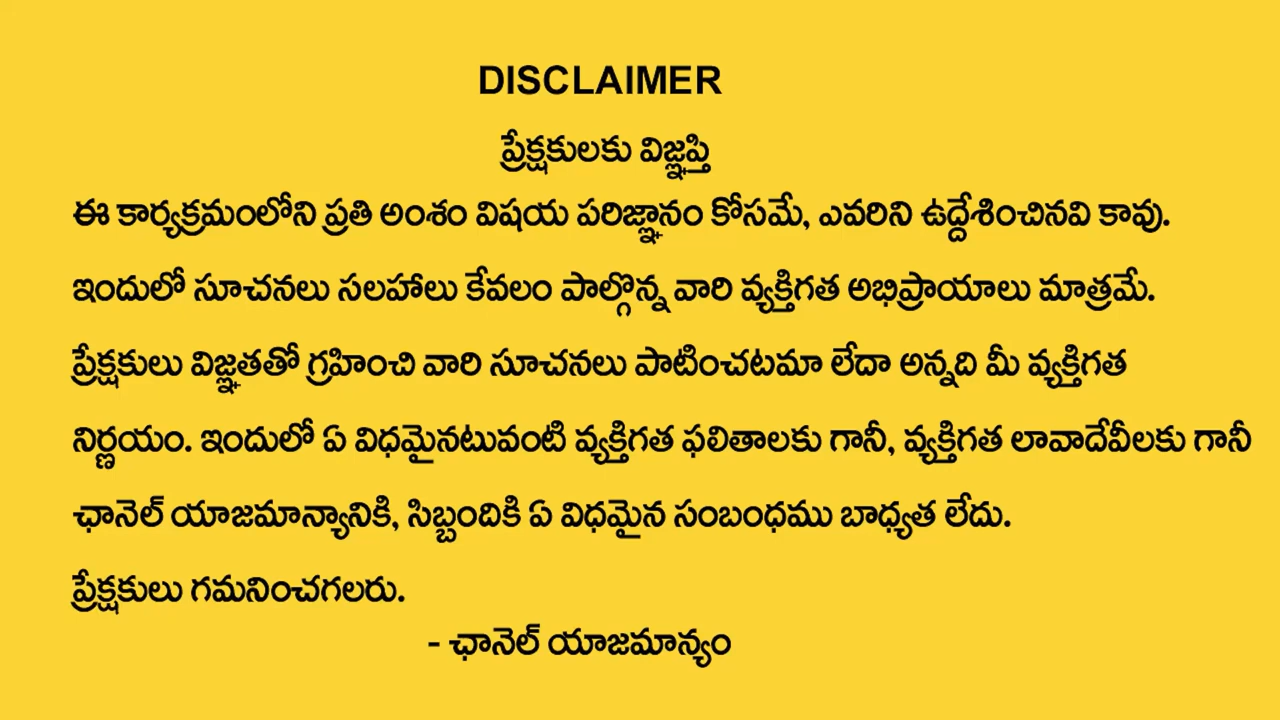 DISCLAIMER
ప్రేక్షకులకు విజ్ఞప్తి
ఈ కార్యక్రమంలోని ప్రతి అంశం విషయ పరిజ్ఞానం కోసమే, ఎవరిని ఉద్దేశించినవి కావు.
ఇందులో సూచనలు సలహాలు కేవలం పాల్గొన్న వారి వ్యక్తిగత అభిప్రాయాలు మాత్రమే.
ప్రేక్షకులు విజ్ఞతతో గ్రహించి వారి సూచనలు పాటించటమా లేదా అన్నది మీ వ్యక్తిగత
నిర్ణయం. ఇందులో ఏ విధమైనటువంటి వ్యక్తిగత ఫలితాలకు గానీ, వ్యక్తిగత లావాదేవీలకు గానీ
ఛానెల్ యాజమాన్యానికి, సిబ్బందికి ఏ విధమైన సంబంధము బాధ్యత లేదు.
ప్రేక్షకులు గమనించగలరు.
- ఛానెల్ యాజమాన్యం